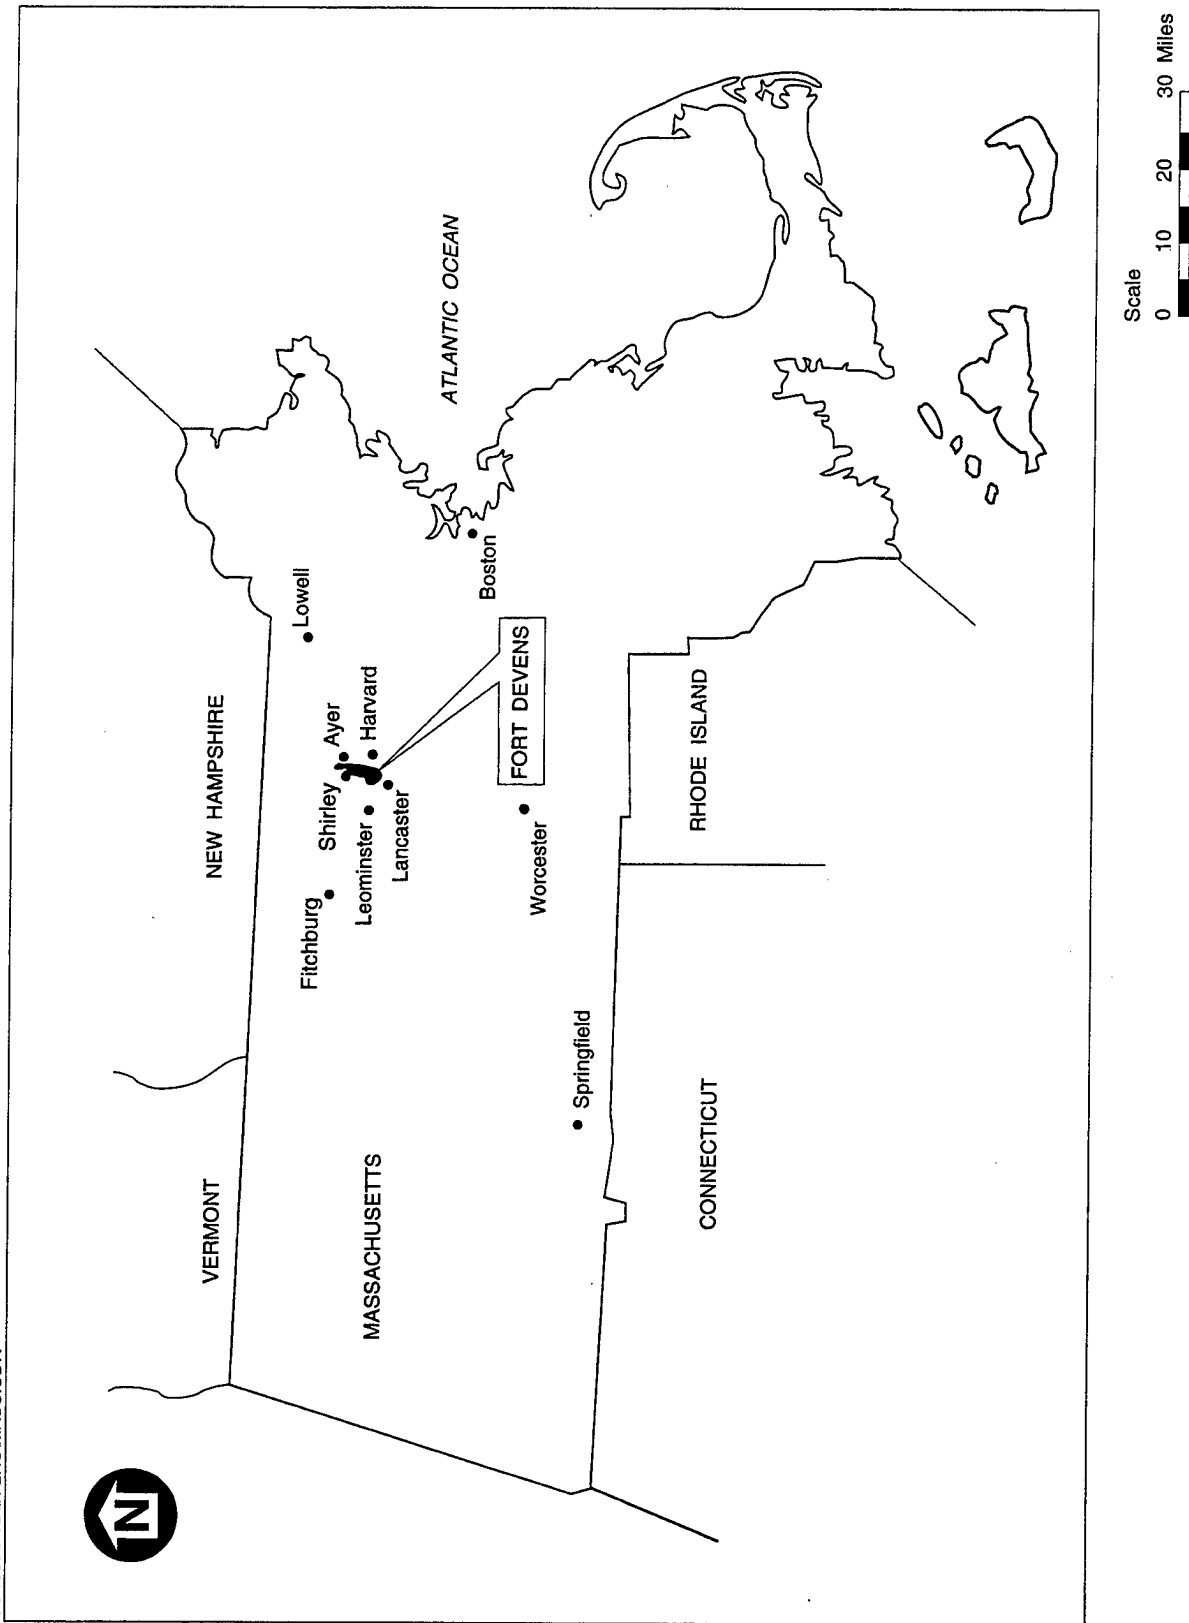 N
VERMONT
NEW HAMPSHIRE
MASSACHUSETTS
Fitchburg
Shirley
Ayer
Lowell
Leominster
Harvard
Lancaster
ATLANTIC OCEAN
Boston
FORT DEVENS
Worcester
Springfield
CONNECTICUT
RHODE ISLAND
Scale
0 10 20 30 Miles